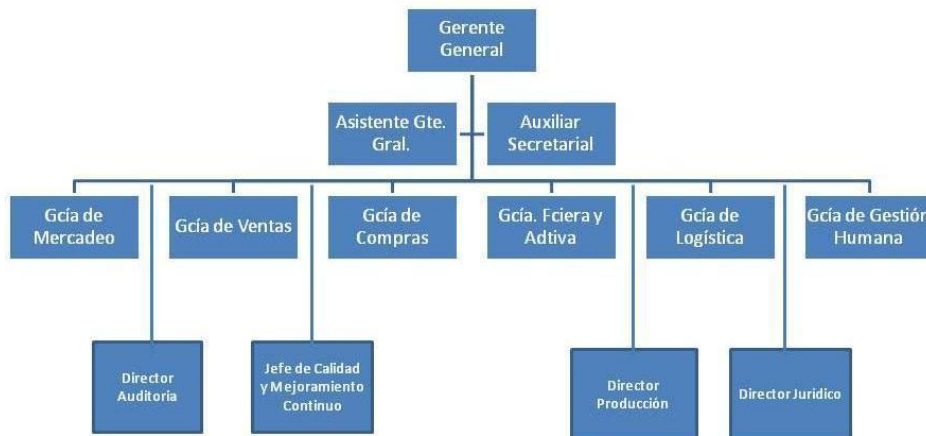 Gerente
General
Asistente Gte.
Gral.
Auxiliar
Secretarial
Gcía de
Mercadeo
Gcía de Ventas
Gcía de
Compras
Gcía. Fciera y
Adtiva
Gcía de
Logística
Gcía de Gestión
Humana
Director
Auditoria
Jefe de Calidad
y Mejoramiento
Continuo
Director
Producción
Director Juridico